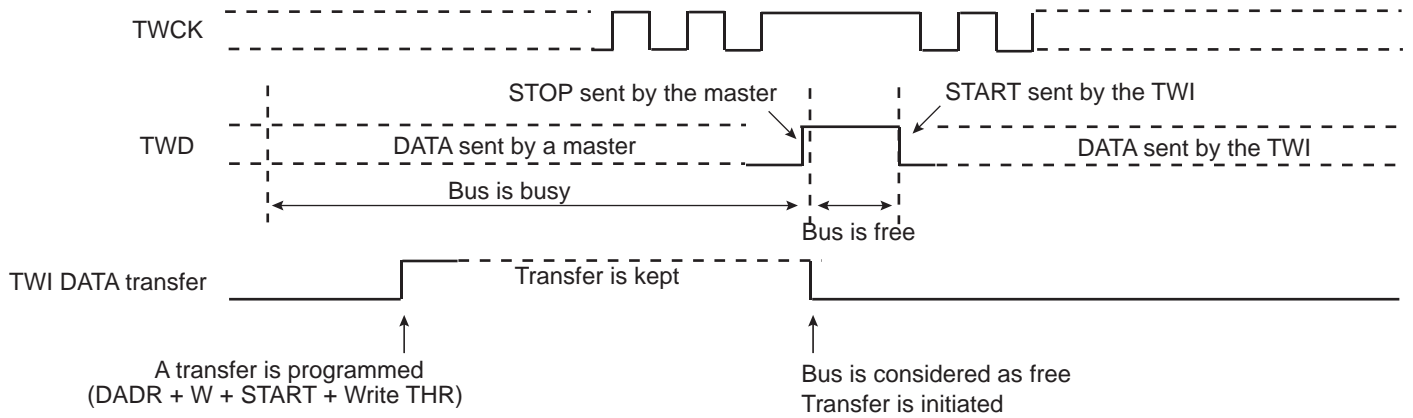 TWCK
STOP sent by the master
START sent by the TWI
TWD
DATA sent by a master
DATA sent by the TWI
Bus is busy
Bus is free
TWI DATA transfer
Transfer is kept
A transfer is programmed
(DADR + W + START + Write THR)
Bus is considered as free
Transfer is initiated